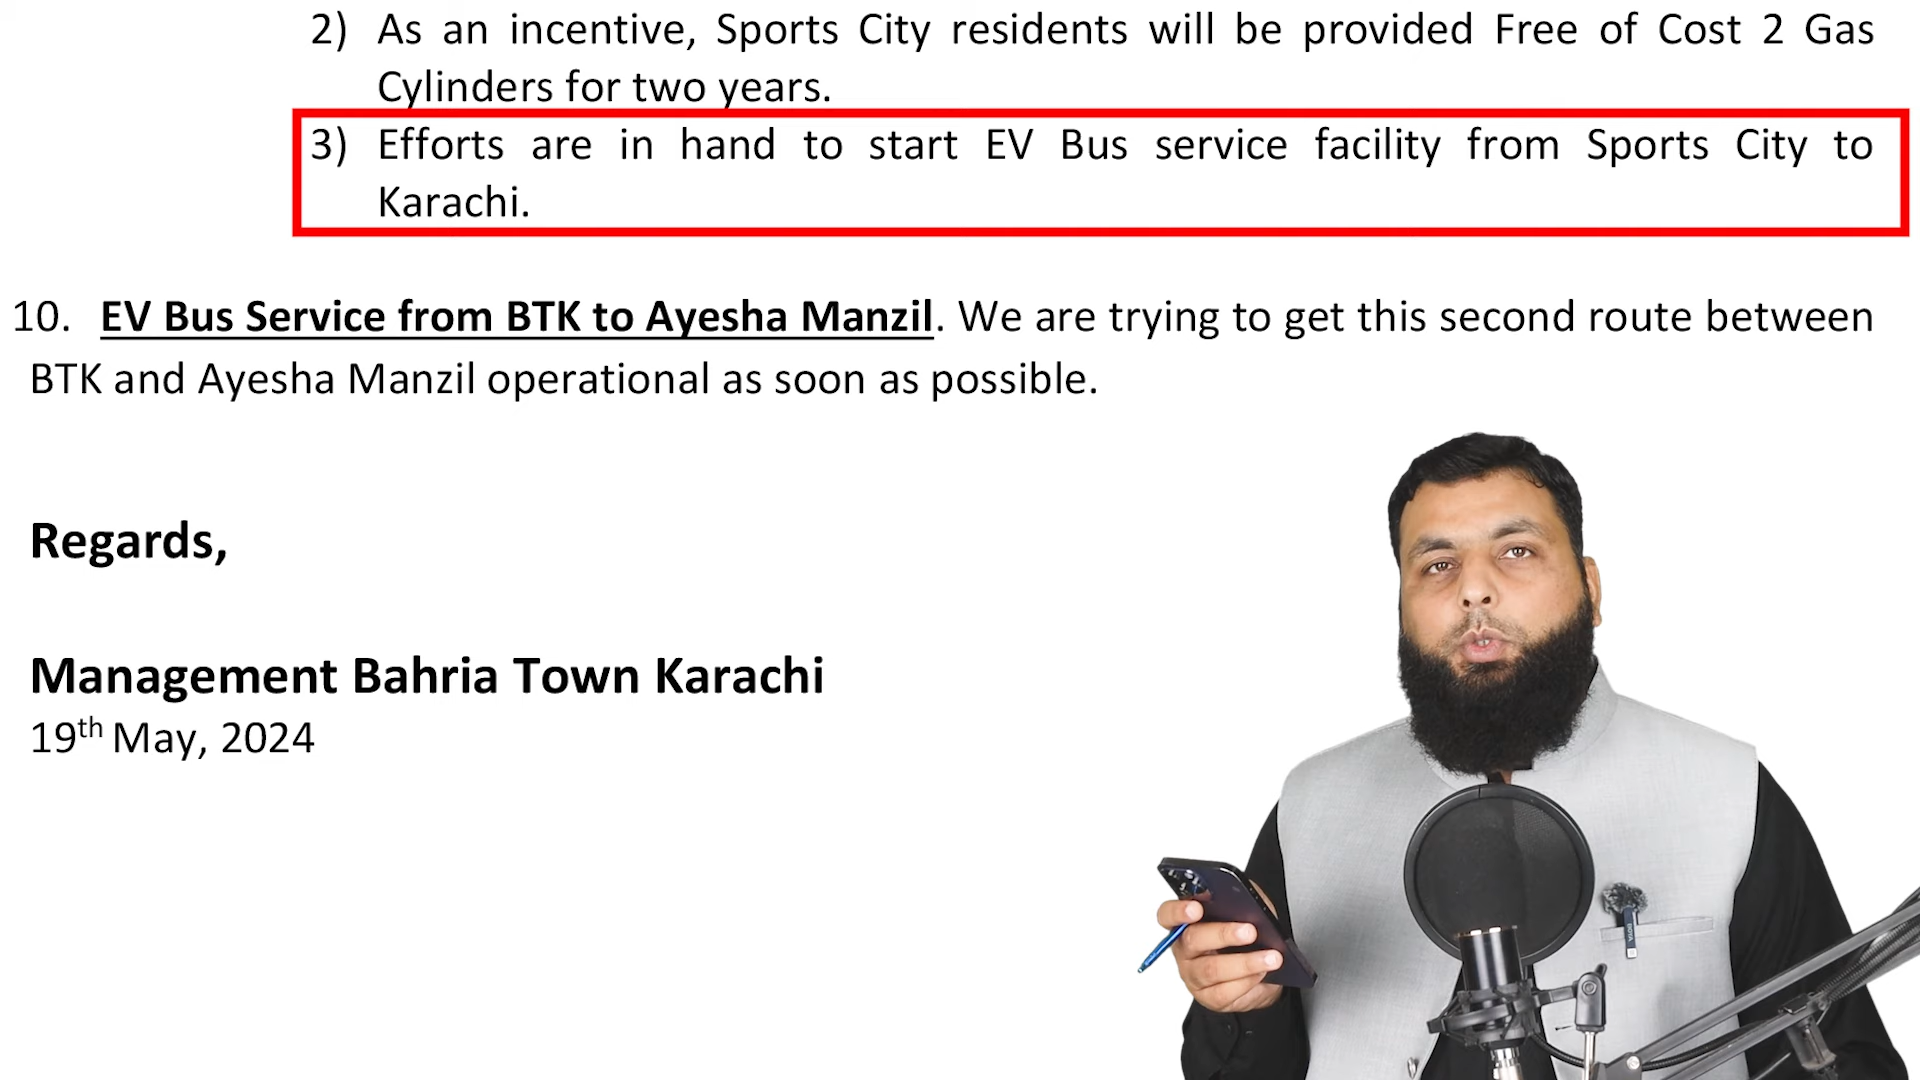 2) As an incentive, Sports City residents will be provided Free of Cost 2 Gas
Cylinders for two years.
3) Efforts are in hand to start EV Bus service facility from Sports City to
Karachi.
10. EV Bus Service from BTK to Ayesha Manzil. We are trying to get this second route between
BTK and Ayesha Manzil operational as soon as possible.
Regards,
Management Bahria Town Karachi
19th May, 2024
BOYA